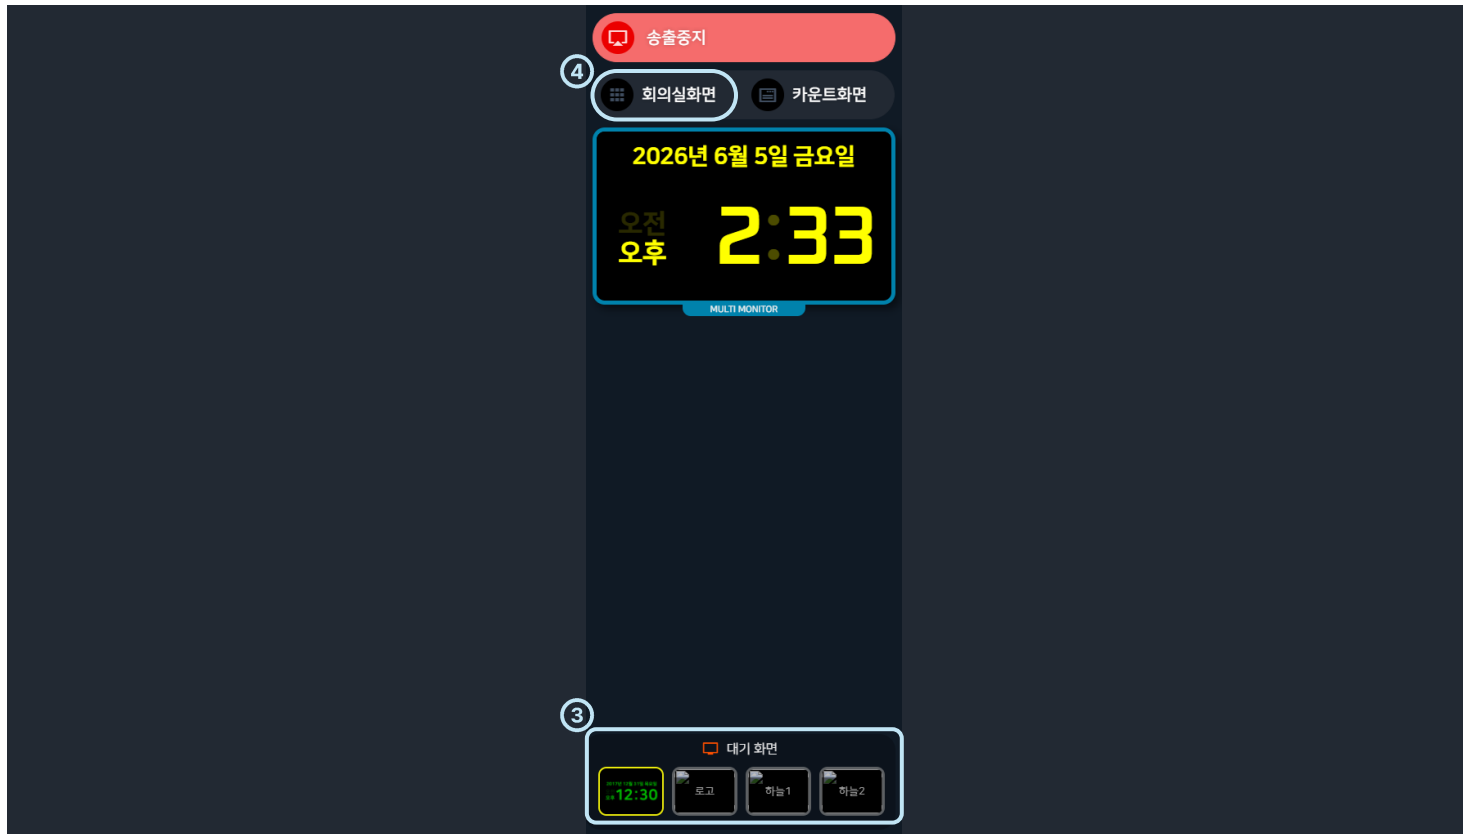 송출중지
④
회의실화면
카운트화면
2026년 6월 5일 금요일
오전
오후
2:33
MULTI MONITOR
③
대기 화면
12:30
로고
하늘1
하늘2